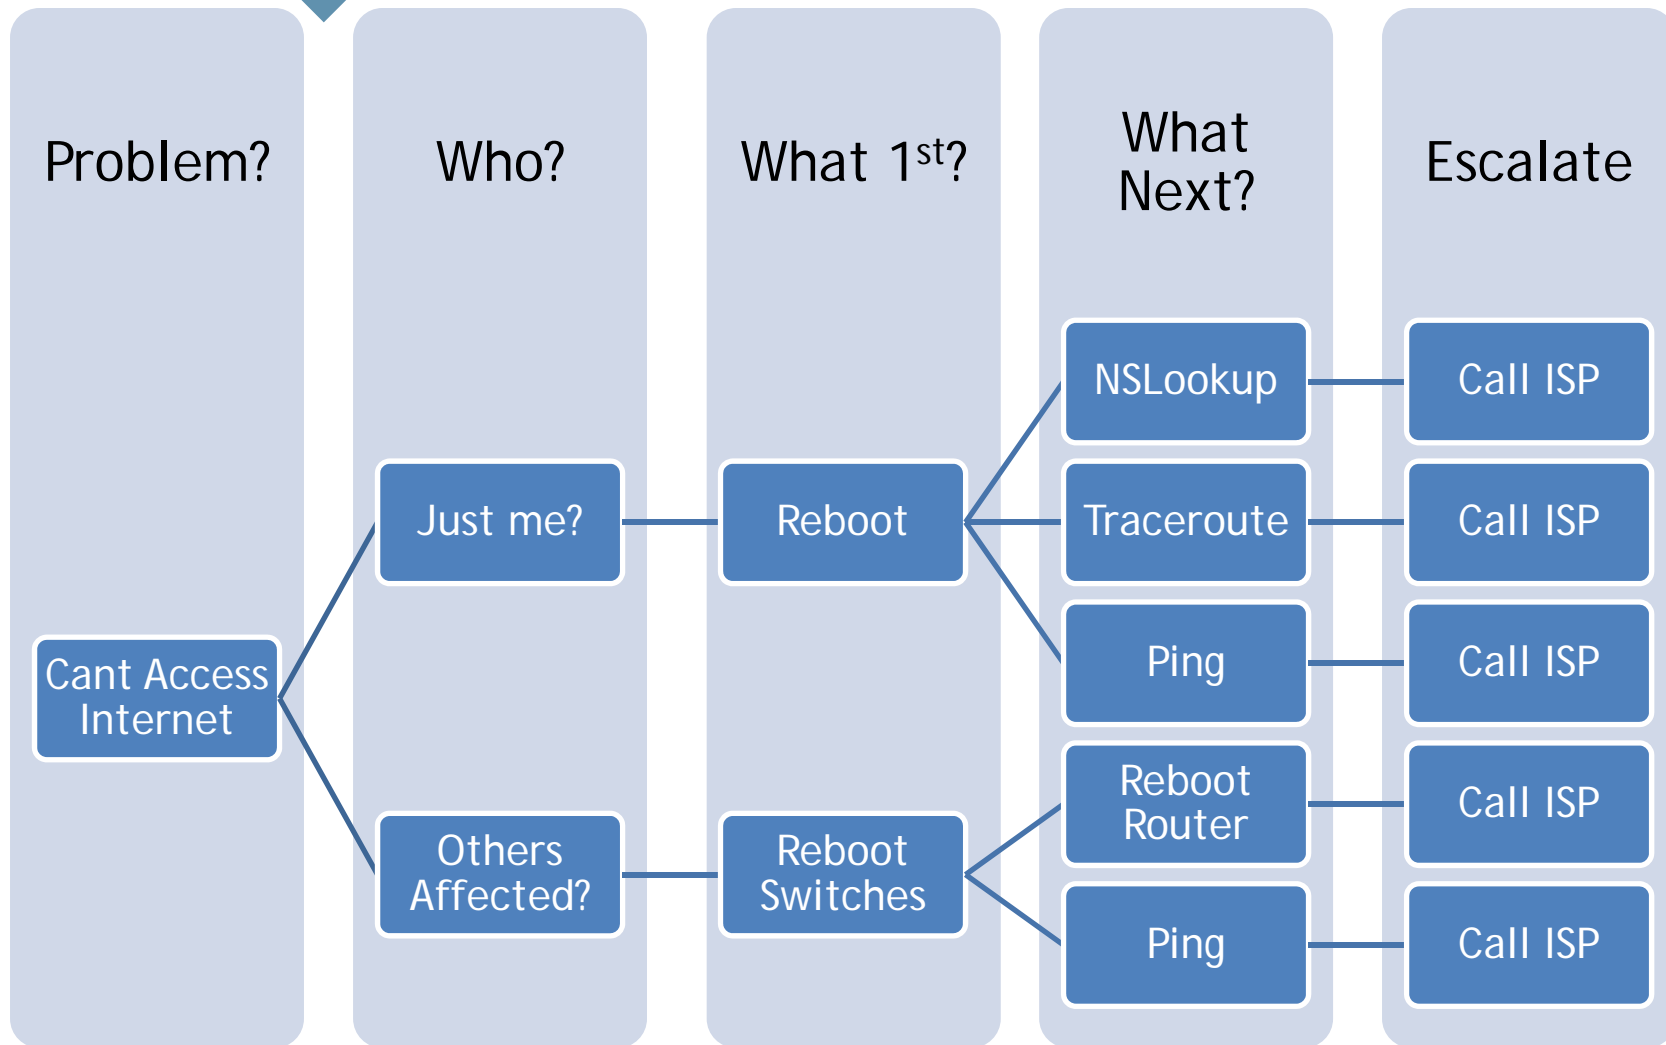 Problem?
Who?
What 1st?
What
Next?
Escalate
Cant Access
Internet
Just me?
Others
Affected?
Reboot
Reboot
Switches
NSLookup
Traceroute
Ping
Reboot
Router
Ping
Call ISP
Call ISP
Call ISP
Call ISP
Call ISP